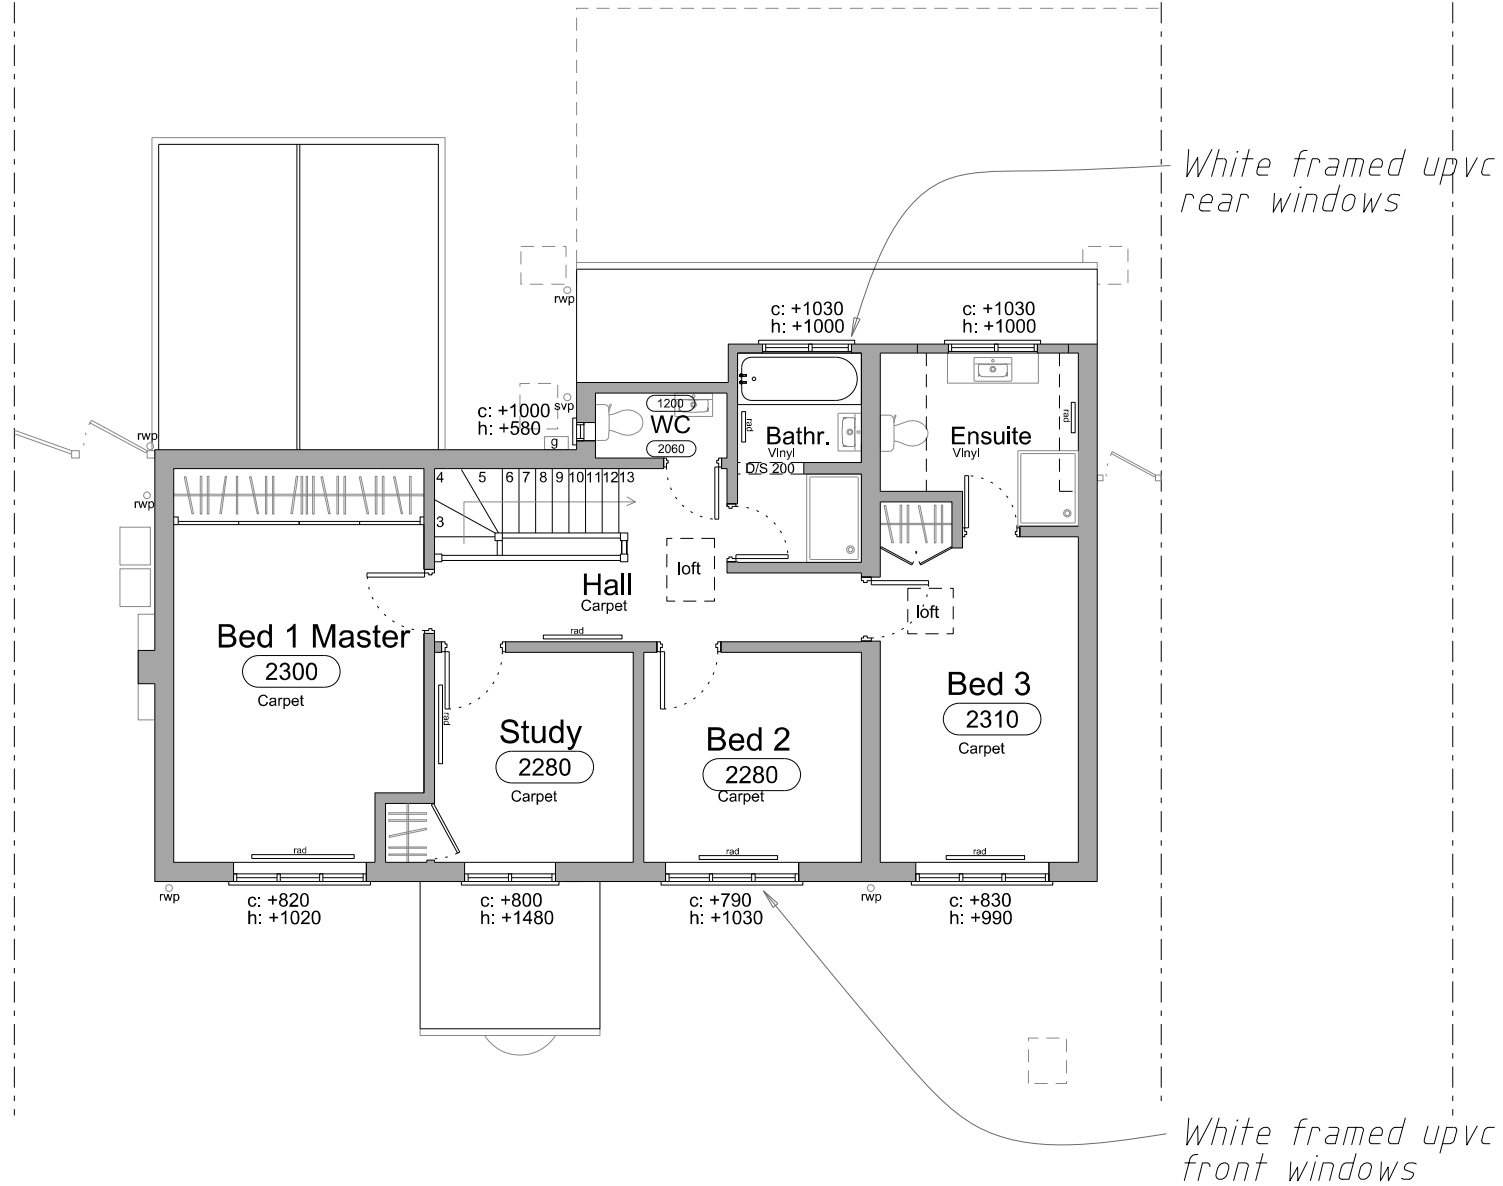 White framed upvc
rear windows
rwp
c: +1030
h: +1000
c: +1030
h: +1000
c: +1000
h: +580
svp
g
1200
WC
2060
rad
Bathr.
VInyl
D/S 200
Ensuite
VInyl
rad
rwp
rwp
4
5
6
7
8
9
10
11
12
13
3
loft
Hall
Carpet
rad
loft
Bed 1 Master
2300
Carpet
rad
Study
2280
Carpet
Bed 2
2280
Carpet
Bed 3
2310
Carpet
rad
rad
rad
rwp
c: +820
h: +1020
c: +800
h: +1480
c: +790
h: +1030
rwp
c: +830
h: +990
White framed upvc
front windows